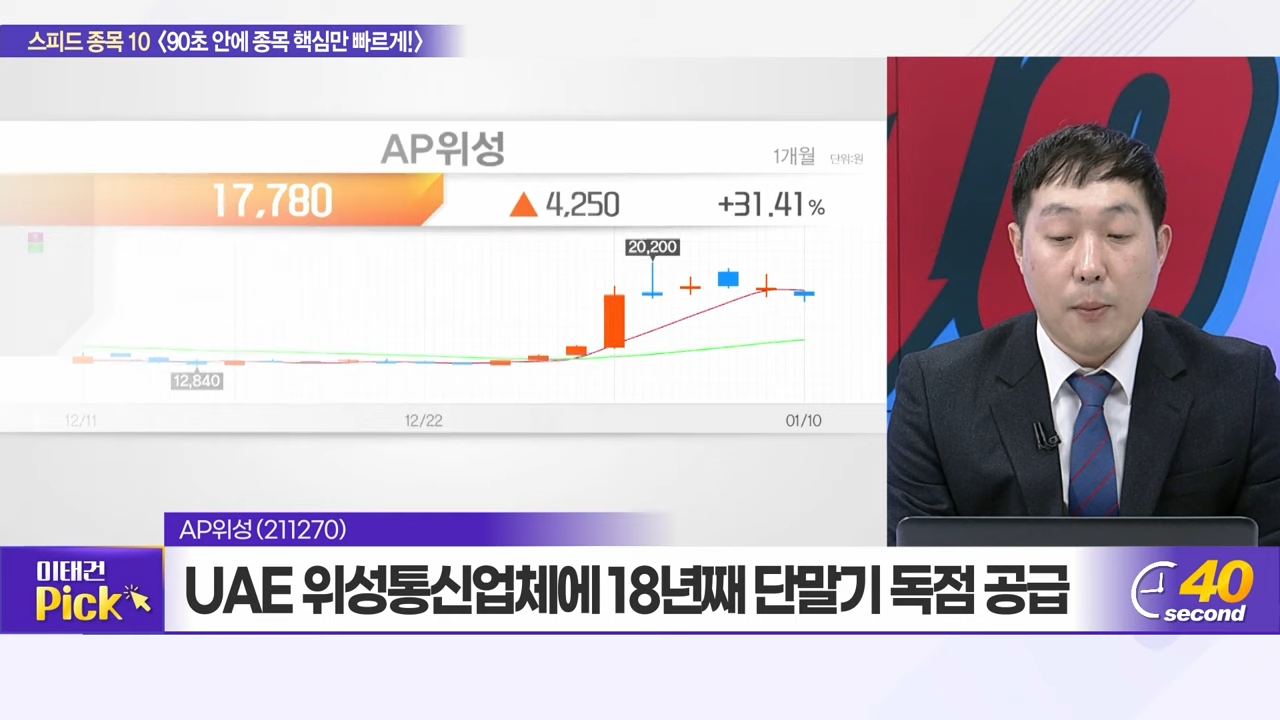 스피드 종목 10 〈90초 안에 종목 핵심만 빠르게!〉
AP위성
1개월 단위:원
17,780 ▲ 4,250 +31.41%
20,200
12,840
12/11 12/22 01/10
AP위성(211270)
이태건
Pick
UAE 위성통신업체에 18년째 단말기 독점 공급
40
second